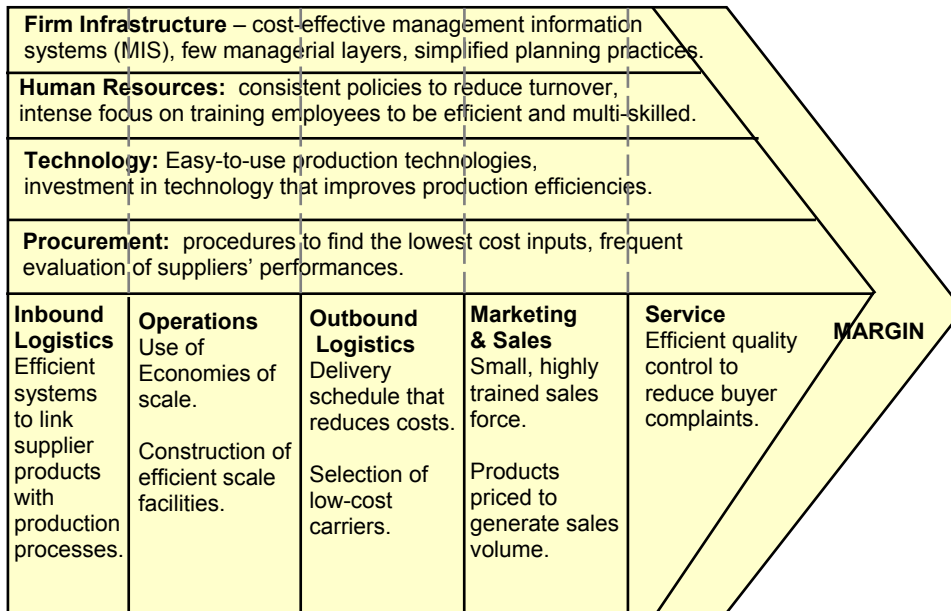 Firm Infrastructure – cost-effective management information
systems (MIS), few managerial layers, simplified planning practices.
Human Resources: consistent policies to reduce turnover,
intense focus on training employees to be efficient and multi-skilled.
Technology: Easy-to-use production technologies,
investment in technology that improves production efficiencies.
Procurement: procedures to find the lowest cost inputs, frequent
evaluation of suppliers’ performances.
Inbound
Logistics
Efficient
systems
to link
supplier
products
with
production
processes.
Operations
Use of
Economies of
scale.
Construction of
efficient scale
facilities.
Outbound
Logistics
Delivery
schedule that
reduces costs.
Selection of
low-cost
carriers.
Marketing
& Sales
Small, highly
trained sales
force.
Products
priced to
generate sales
volume.
Service
Efficient quality
control to
reduce buyer
complaints.
MARGIN